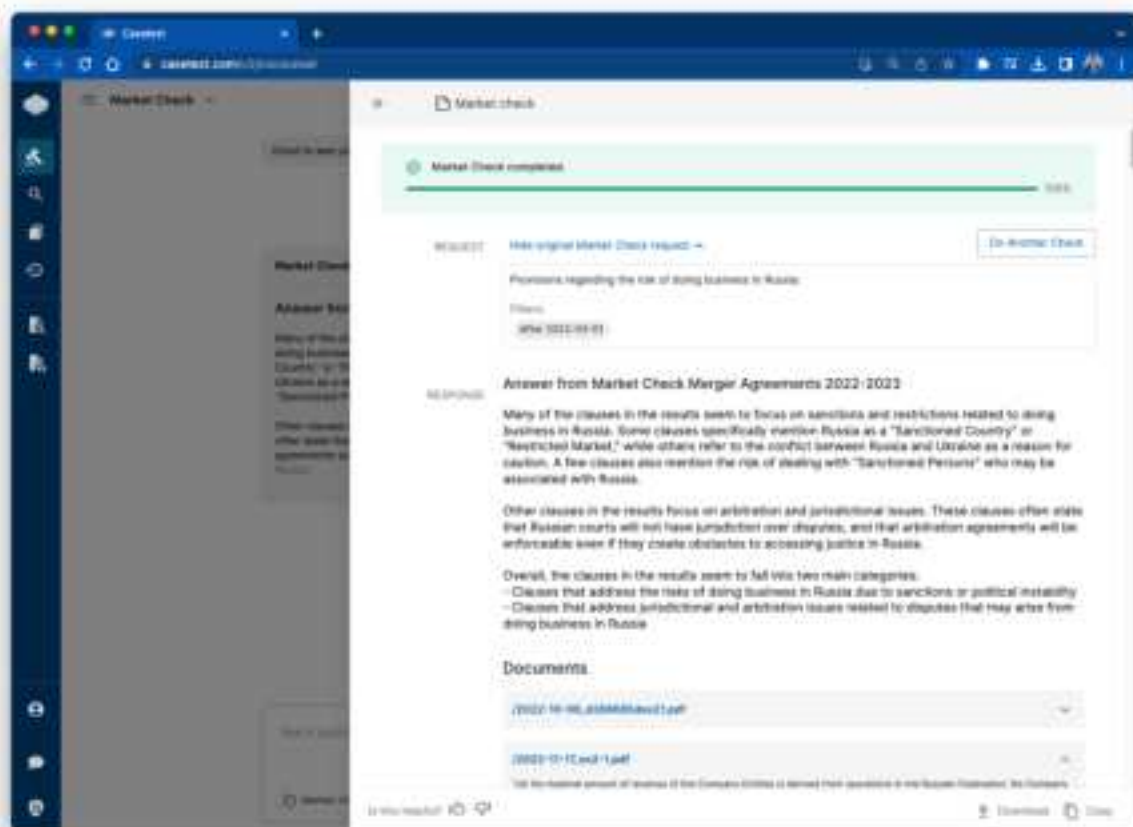 Casetext
casetext.com
Market Check
Market check
Market Check completed
100%
REQUEST
Hide original Market Check request
Do Another Check
Provisions regarding the risk of doing business in Russia
Filters
after 2022-03-01
RESPONSE
Answer from Market Check Merger Agreements 2022-2023
Many of the clauses in the results seem to focus on sanctions and restrictions related to doing
business in Russia. Some clauses specifically mention Russia as a "Sanctioned Country" or
"Restricted Market," while others refer to the conflict between Russia and Ukraine as a reason for
caution. A few clauses also mention the risk of dealing with "Sanctioned Persons" who may be
associated with Russia.
Other clauses in the results focus on arbitration and jurisdictional issues. These clauses often state
that Russian courts will not have jurisdiction over disputes, and that arbitration agreements will be
enforceable even if they create obstacles to accessing justice in Russia.
Overall, the clauses in the results seem to fall into two main categories:
- Clauses that address the risks of doing business in Russia due to sanctions or political instability
- Clauses that address jurisdictional and arbitration issues related to disputes that may arise from
doing business in Russia
Documents
Is this helpful?
Download
Copy